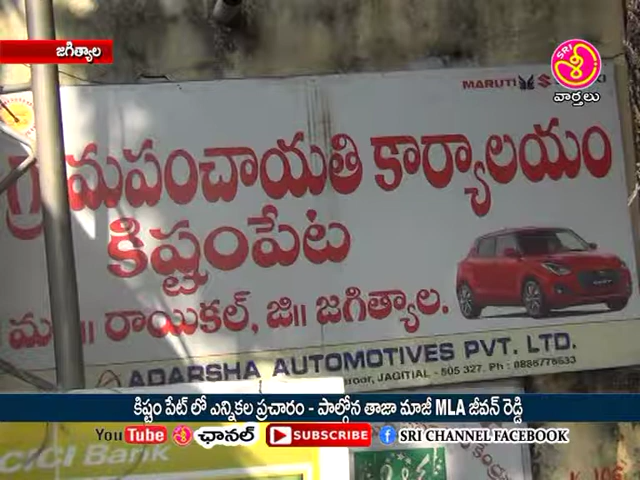 జగిత్యాల
SRI
శ్రీ
వార్తలు
MARUTI
గ్రామపంచాయతి కార్యాలయం
కిష్టంపేట
మ॥ రాయికల్, జి॥ జగిత్యాల.
ADARSHA AUTOMOTIVES PVT. LTD.
JAGITIAL - 505 327. Ph :
కిష్టం పేట్ లో ఎన్నికల ప్రచారం - పాల్గోన తాజా మాజీ MLA జీవన్ రెడ్డి
YouTube శ్రీ ఛానల్ SUBSCRIBE f SRI CHANNEL FACEBOOK
ICICI Bank